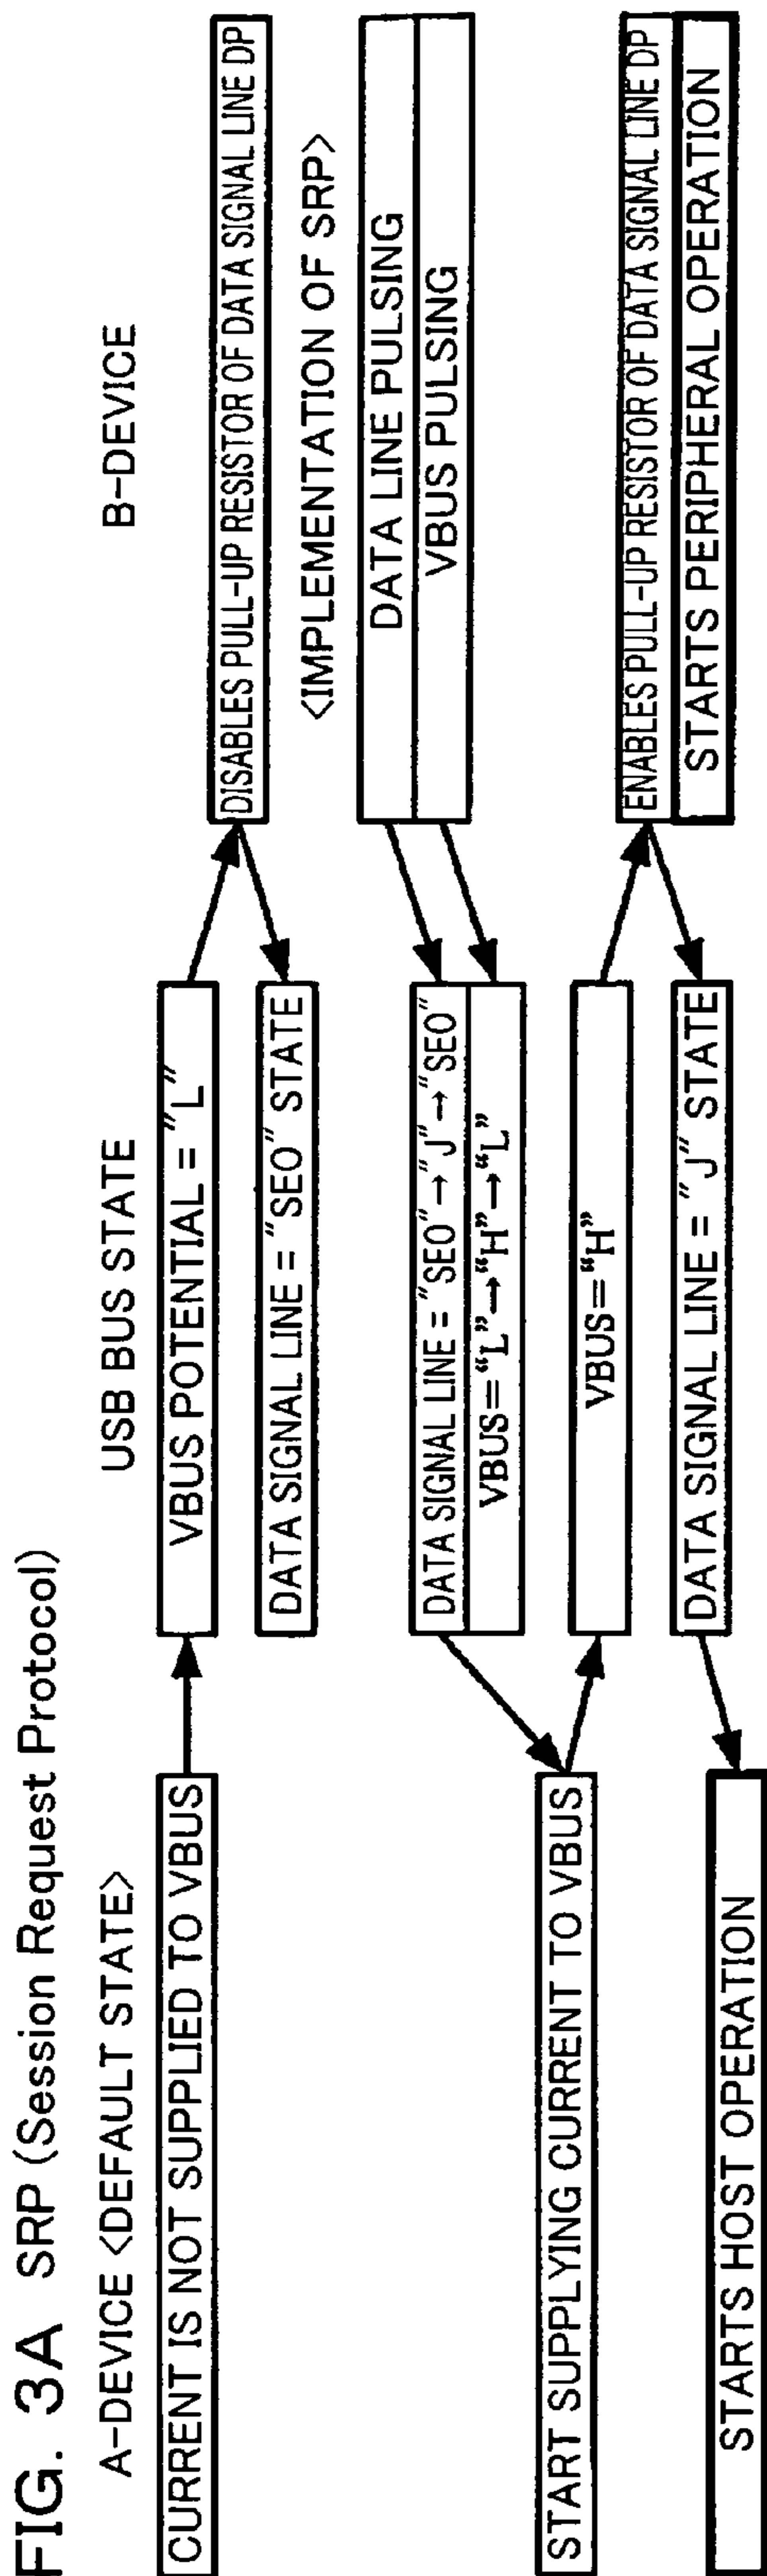 FIG. 3A SRP (Session Request Protocol)
A-DEVICE <DEFAULT STATE>
USB BUS STATE
B-DEVICE
CURRENT IS NOT SUPPLIED TO VBUS
VBUS POTENTIAL = "L"
DISABLES PULL-UP RESISTOR OF DATA SIGNAL LINE DP
DATA SIGNAL LINE = "SEO" STATE
<IMPLEMENTATION OF SRP>
DATA LINE PULSING
VBUS PULSING
DATA SIGNAL LINE = "SEO"→"J"→"SEO"
VBUS="L"→"H"→"L"
START SUPPLYING CURRENT TO VBUS
VBUS="H"
ENABLES PULL-UP RESISTOR OF DATA SIGNAL LINE DP
STARTS PERIPHERAL OPERATION
DATA SIGNAL LINE = "J" STATE
STARTS HOST OPERATION